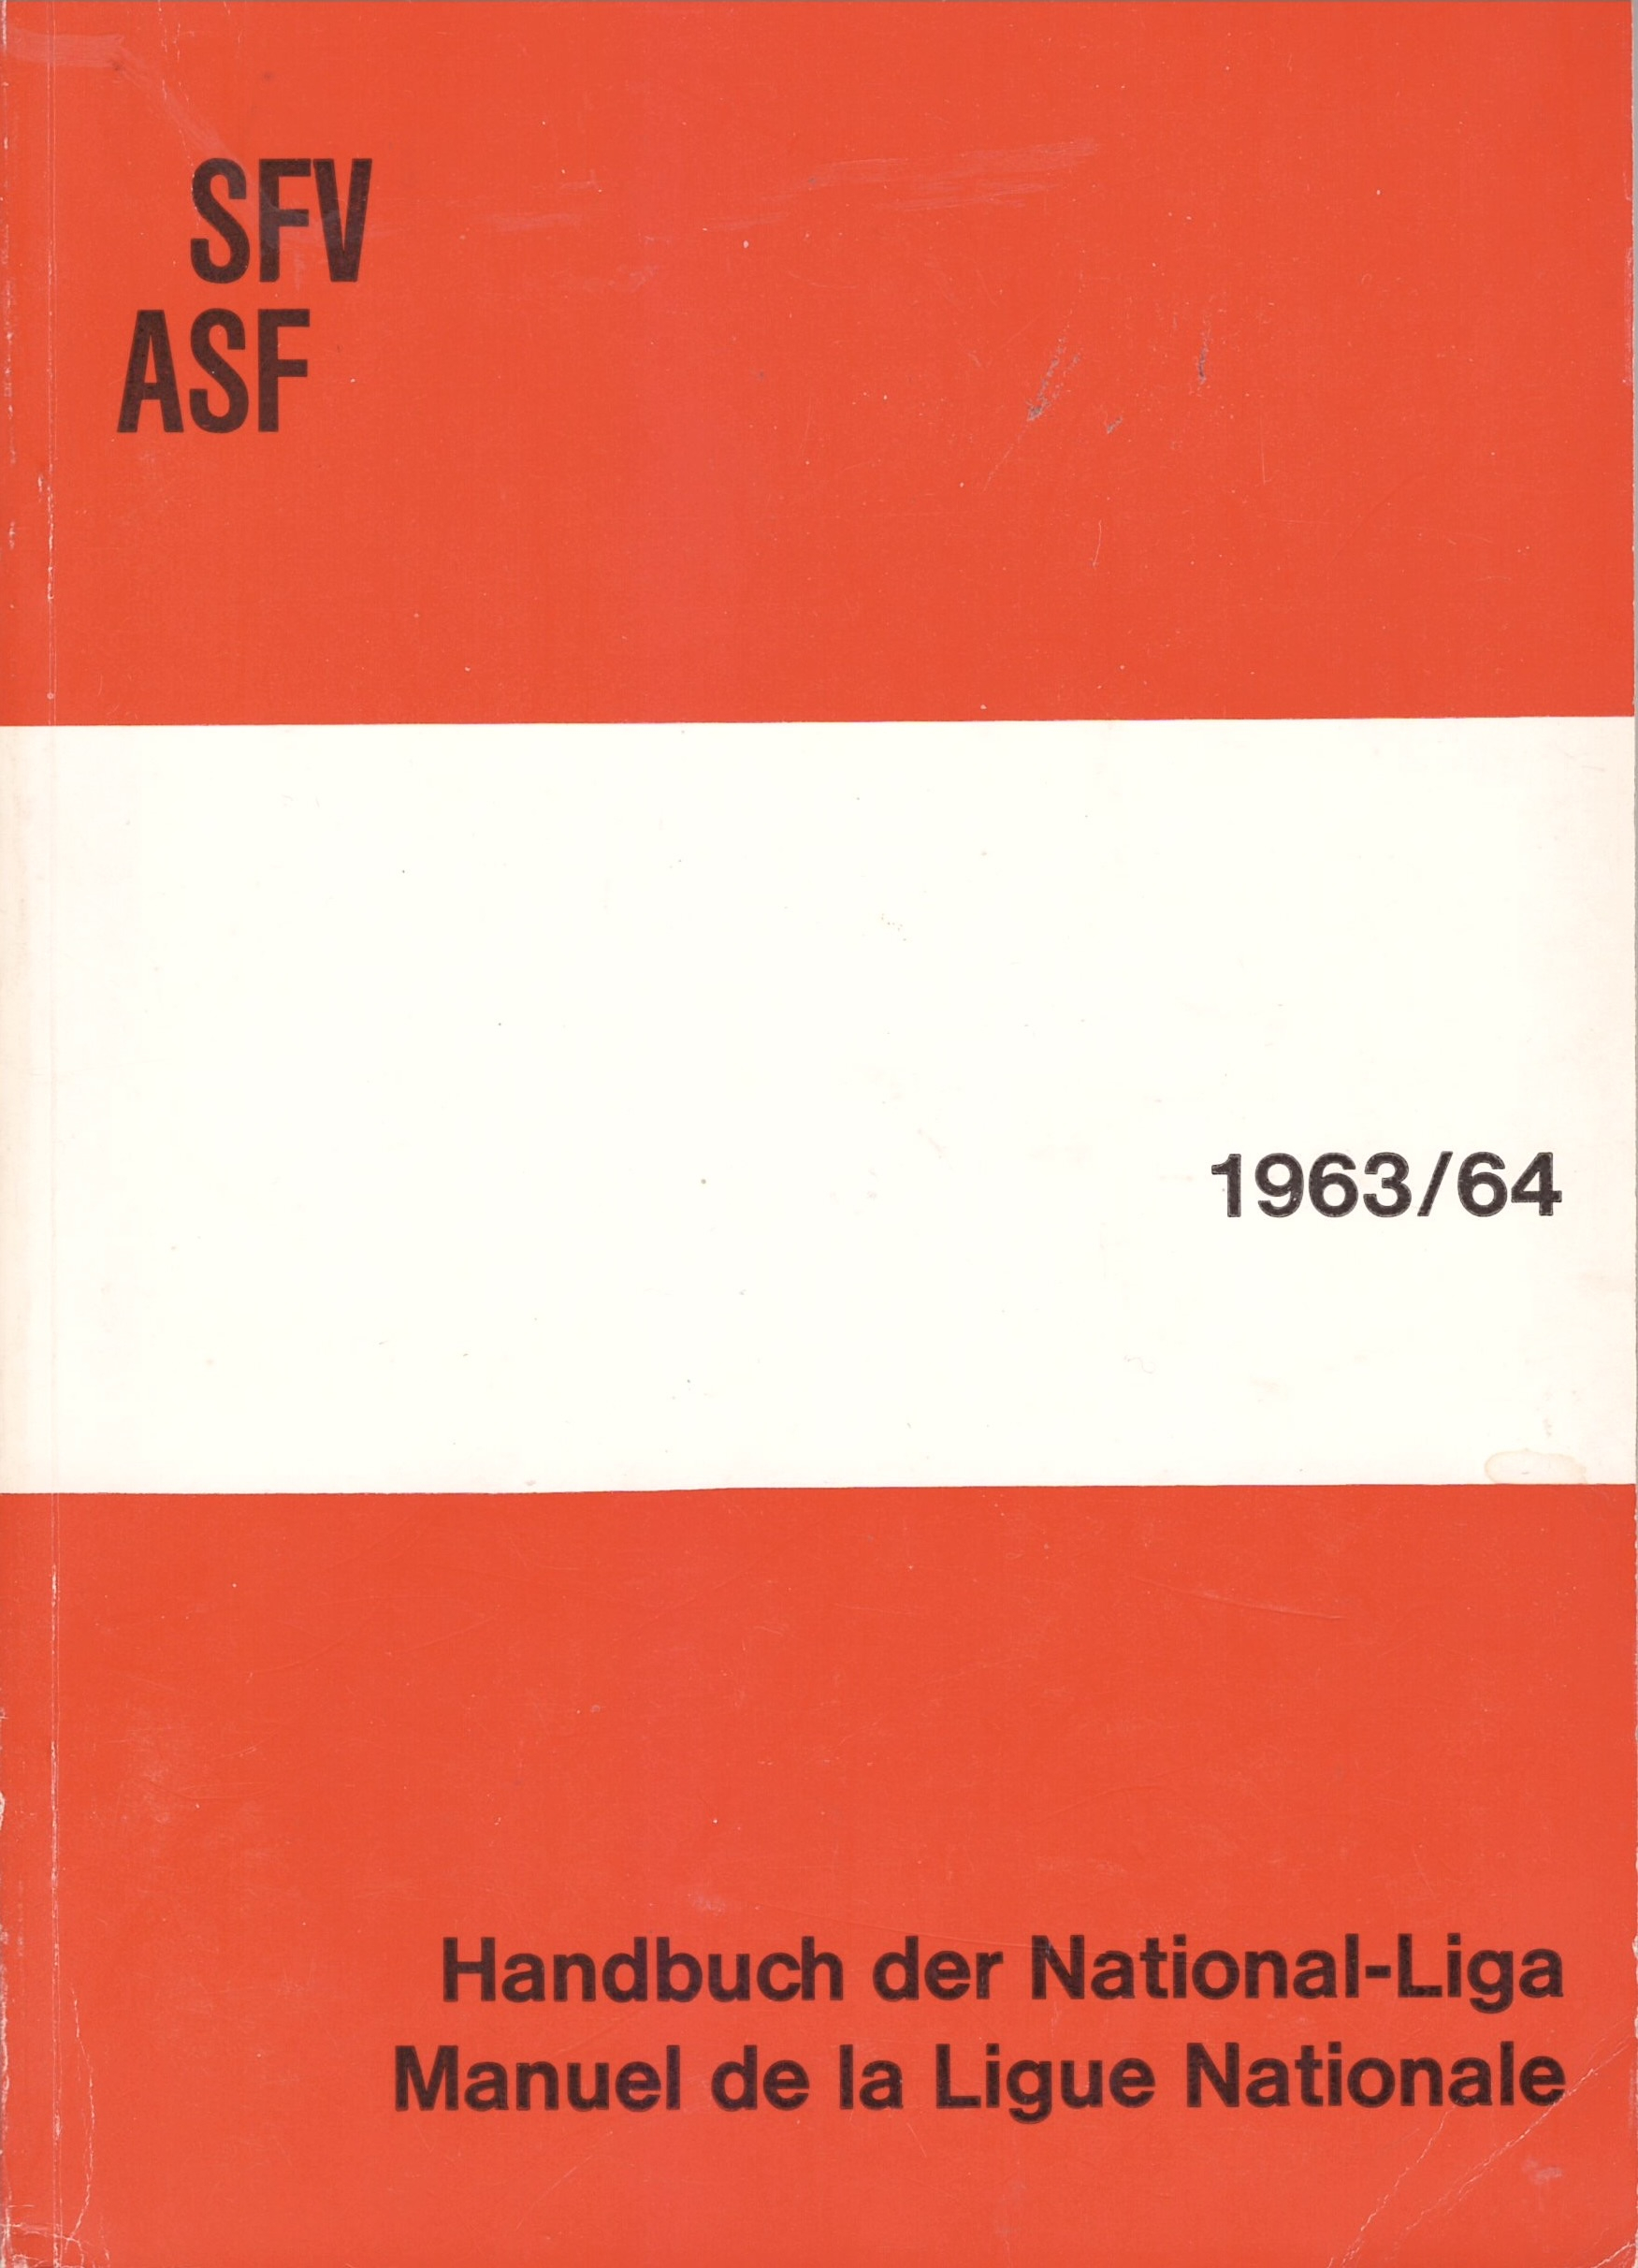 SFV
ASF
1963/64
Handbuch der National-Liga
Manuel de la Ligue Nationale